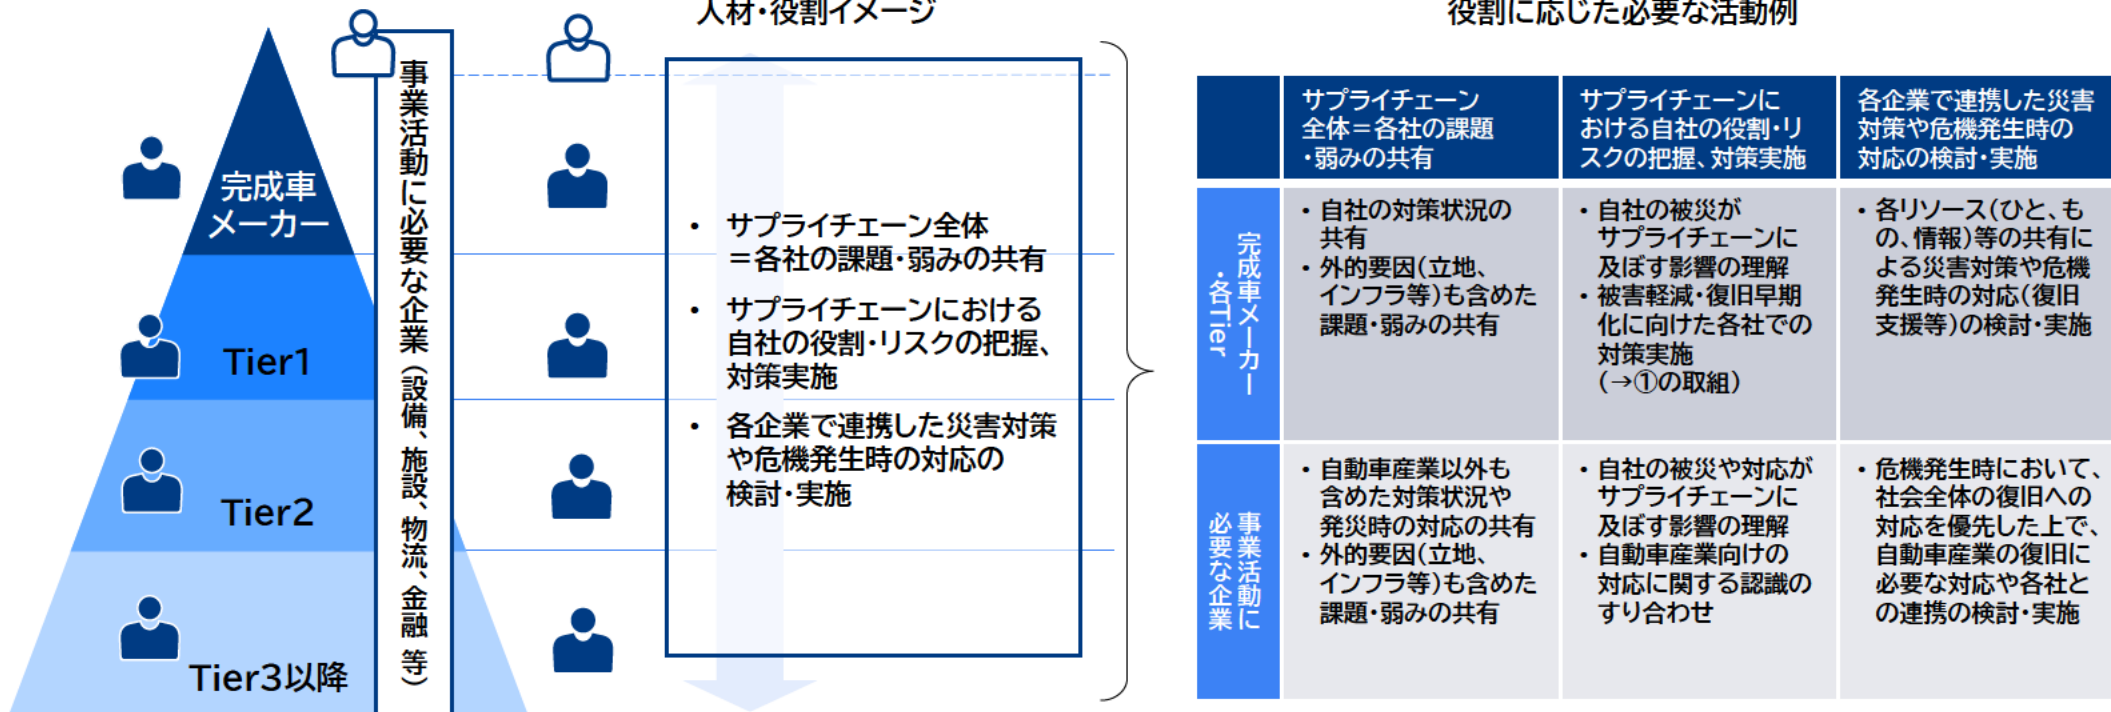 人材・役割イメージ
役割に応じた必要な活動例
完成車
メーカー
Tier1
Tier2
Tier3以降
事業活動に必要な企業（設備、施設、物流、金融 等）
• サプライチェーン全体
＝各社の課題・弱みの共有
• サプライチェーンにおける
自社の役割・リスクの把握、
対策実施
• 各企業で連携した災害対策
や危機発生時の対応の
検討・実施
サプライチェーン
全体＝各社の課題
・弱みの共有
サプライチェーンに
おける自社の役割・リ
スクの把握、対策実施
各企業で連携した災害
対策や危機発生時の
対応の検討・実施
完成車メーカー
・各Tier
• 自社の対策状況の
共有
• 外的要因（立地、
インフラ等）も含めた
課題・弱みの共有
• 自社の被災が
サプライチェーンに
及ぼす影響の理解
• 被害軽減・復旧早期
化に向けた各社での
対策実施
（→①の取組）
• 各リソース（ひと、も
の、情報）等の共有に
よる災害対策や危機
発生時の対応（復旧
支援等）の検討・実施
事業活動に
必要な企業
• 自動車産業以外も
含めた対策状況や
発災時の対応の共有
• 外的要因（立地、
インフラ等）も含めた
課題・弱みの共有
• 自社の被災や対応が
サプライチェーンに
及ぼす影響の理解
• 自動車産業向けの
対応に関する認識の
すり合わせ
• 危機発生時において、
社会全体の復旧への
対応を優先した上で、
自動車産業の復旧に
必要な対応や各社と
の連携の検討・実施